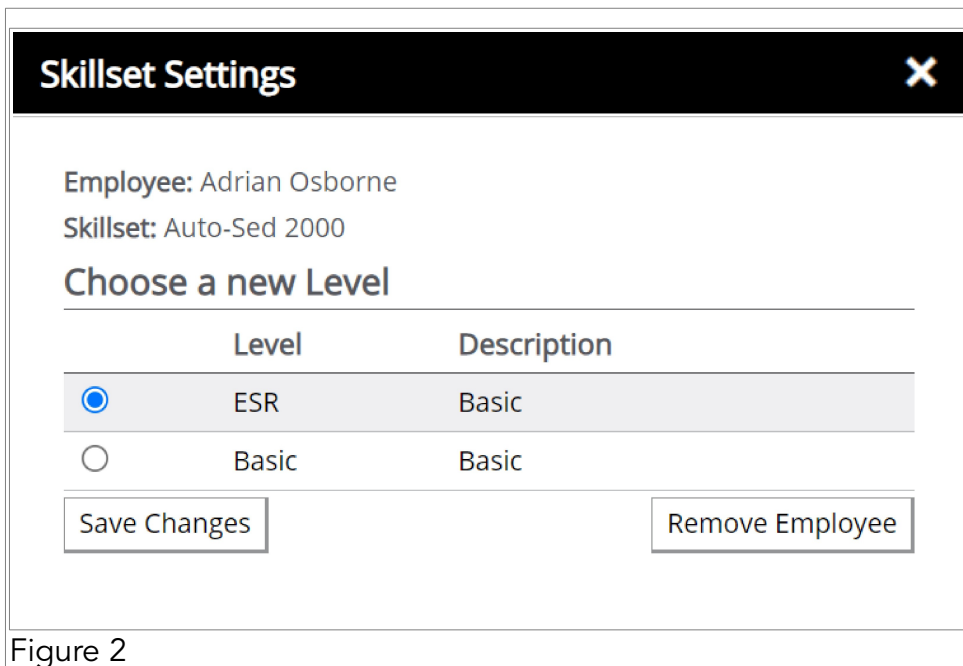 Skillset Settings
Employee: Adrian Osborne
Skillset: Auto-Sed 2000
Choose a new Level
Level Description
ESR Basic
Basic Basic
Save Changes Remove Employee
Figure 2